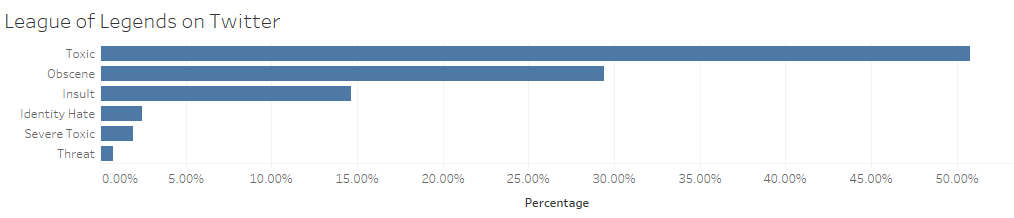 League of Legends on Twitter
Toxic
Obscene
Insult
Identity Hate
Severe Toxic
Threat
0.00% 5.00% 10.00% 15.00% 20.00% 25.00% 30.00% 35.00% 40.00% 45.00% 50.00%
Percentage